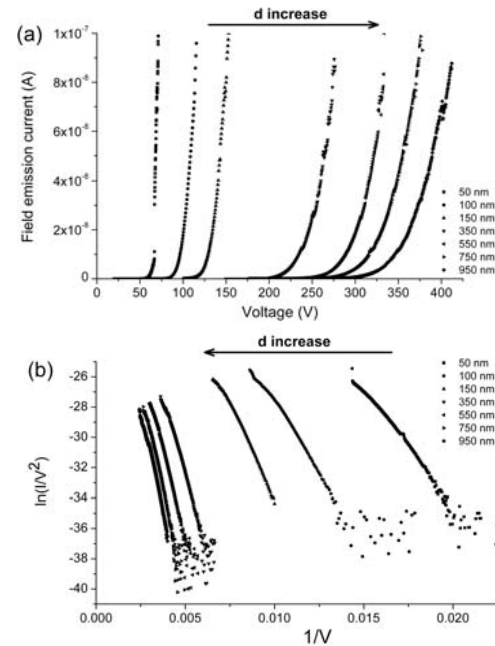 (a)
d increase
Field emission current (A)
1x10⁻⁷
8x10⁻⁸
6x10⁻⁸
4x10⁻⁸
2x10⁻⁸
0
0 50 100 150 200 250 300 350 400
Voltage (V)
50 nm
100 nm
150 nm
350 nm
550 nm
750 nm
950 nm
(b)
d increase
ln(I/V²)
-26
-28
-30
-32
-34
-36
-38
-40
0.000 0.005 0.010 0.015 0.020
1/V
50 nm
100 nm
150 nm
350 nm
550 nm
750 nm
950 nm